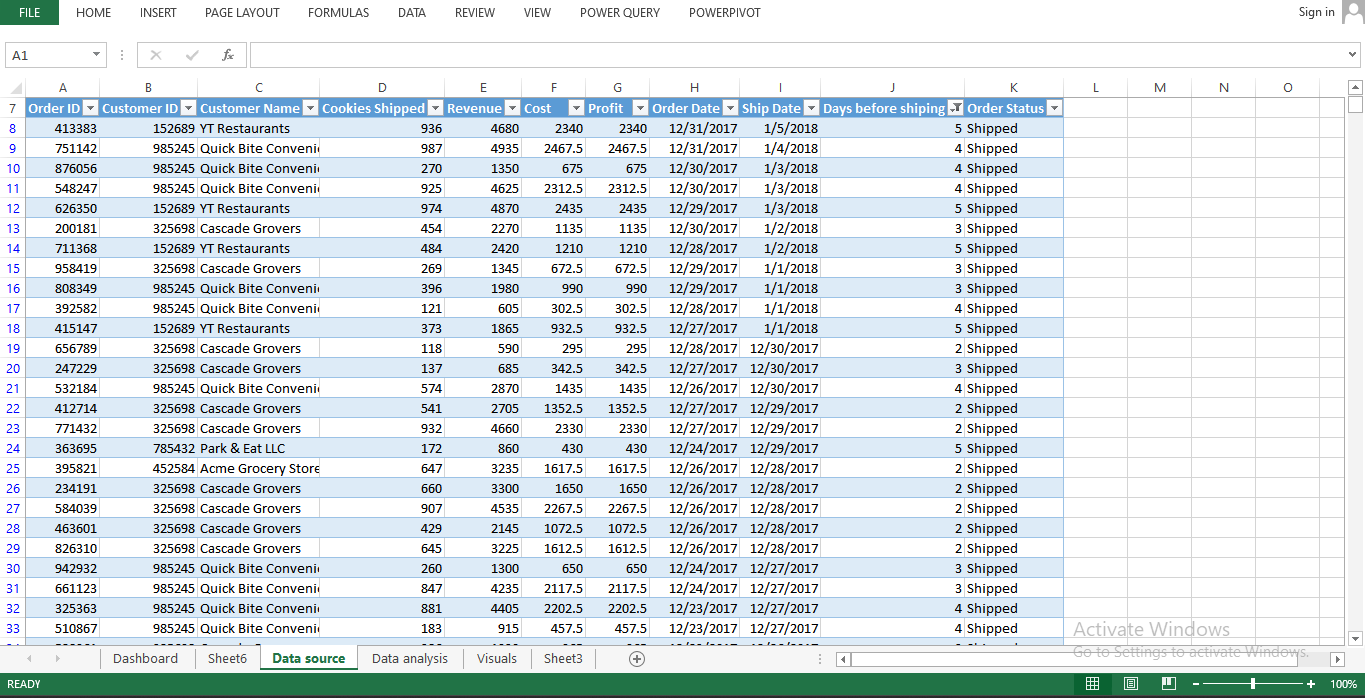 FILE HOME INSERT PAGE LAYOUT FORMULAS DATA REVIEW VIEW POWER QUERY POWERPIVOT Sign in
A1 fx
A B C D E F G H I J K L M N O
7 Order ID Customer ID Customer Name Cookies Shipped Revenue Cost Profit Order Date Ship Date Days before shiping Order Status
8 413383 152689 YT Restaurants 936 4680 2340 2340 12/31/2017 1/5/2018 5 Shipped
9 751142 985245 Quick Bite Conveni 987 4935 2467.5 2467.5 12/31/2017 1/4/2018 4 Shipped
10 876056 985245 Quick Bite Conveni 270 1350 675 675 12/30/2017 1/3/2018 4 Shipped
11 548247 985245 Quick Bite Conveni 925 4625 2312.5 2312.5 12/30/2017 1/3/2018 4 Shipped
12 626350 152689 YT Restaurants 974 4870 2435 2435 12/29/2017 1/3/2018 5 Shipped
13 200181 325698 Cascade Grovers 454 2270 1135 1135 12/30/2017 1/2/2018 3 Shipped
14 711368 152689 YT Restaurants 484 2420 1210 1210 12/28/2017 1/2/2018 5 Shipped
15 958419 325698 Cascade Grovers 269 1345 672.5 672.5 12/29/2017 1/1/2018 3 Shipped
16 808349 985245 Quick Bite Conveni 396 1980 990 990 12/29/2017 1/1/2018 3 Shipped
17 392582 985245 Quick Bite Conveni 121 605 302.5 302.5 12/28/2017 1/1/2018 4 Shipped
18 415147 152689 YT Restaurants 373 1865 932.5 932.5 12/27/2017 1/1/2018 5 Shipped
19 656789 325698 Cascade Grovers 118 590 295 295 12/28/2017 12/30/2017 2 Shipped
20 247229 325698 Cascade Grovers 137 685 342.5 342.5 12/27/2017 12/30/2017 3 Shipped
21 532184 985245 Quick Bite Conveni 574 2870 1435 1435 12/26/2017 12/30/2017 4 Shipped
22 412714 325698 Cascade Grovers 541 2705 1352.5 1352.5 12/27/2017 12/29/2017 2 Shipped
23 771432 325698 Cascade Grovers 932 4660 2330 2330 12/27/2017 12/29/2017 2 Shipped
24 363695 785432 Park & Eat LLC 172 860 430 430 12/24/2017 12/29/2017 5 Shipped
25 395821 452584 Acme Grocery Store 647 3235 1617.5 1617.5 12/26/2017 12/28/2017 2 Shipped
26 234191 325698 Cascade Grovers 660 3300 1650 1650 12/26/2017 12/28/2017 2 Shipped
27 584039 325698 Cascade Grovers 907 4535 2267.5 2267.5 12/26/2017 12/28/2017 2 Shipped
28 463601 325698 Cascade Grovers 429 2145 1072.5 1072.5 12/26/2017 12/28/2017 2 Shipped
29 826310 325698 Cascade Grovers 645 3225 1612.5 1612.5 12/26/2017 12/28/2017 2 Shipped
30 942932 985245 Quick Bite Conveni 260 1300 650 650 12/24/2017 12/27/2017 3 Shipped
31 661123 985245 Quick Bite Conveni 847 4235 2117.5 2117.5 12/24/2017 12/27/2017 3 Shipped
32 325363 985245 Quick Bite Conveni 881 4405 2202.5 2202.5 12/23/2017 12/27/2017 4 Shipped
33 510867 985245 Quick Bite Conveni 183 915 457.5 457.5 12/23/2017 12/27/2017 4 Shipped
Activate Windows
Go to Settings to activate Windows.
Dashboard Sheet6 Data source Data analysis Visuals Sheet3
READY 100%